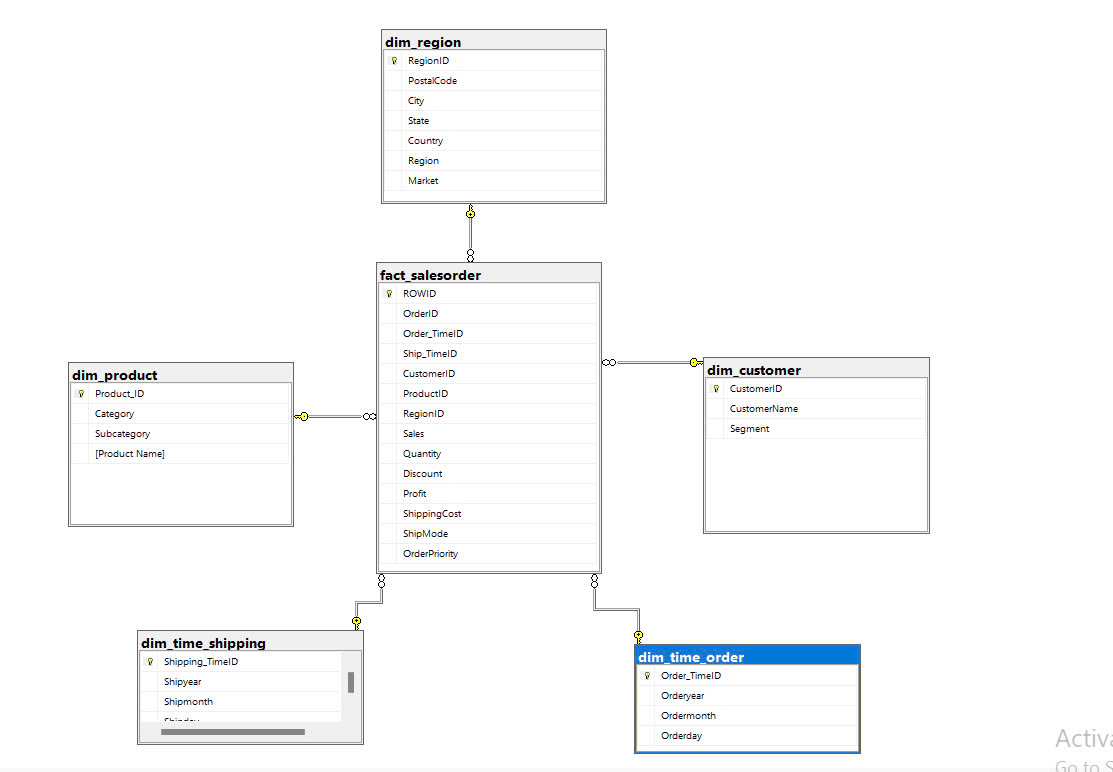 dim_region
RegionID
PostalCode
City
State
Country
Region
Market
fact_salesorder
ROWID
OrderID
Order_TimeID
Ship_TimeID
CustomerID
ProductID
RegionID
Sales
Quantity
Discount
Profit
ShippingCost
ShipMode
OrderPriority
dim_product
Product_ID
Category
Subcategory
[Product Name]
dim_customer
CustomerID
CustomerName
Segment
dim_time_shipping
Shipping_TimeID
Shipyear
Shipmonth
dim_time_order
Order_TimeID
Orderyear
Ordermonth
Orderday
Activa
Go to S